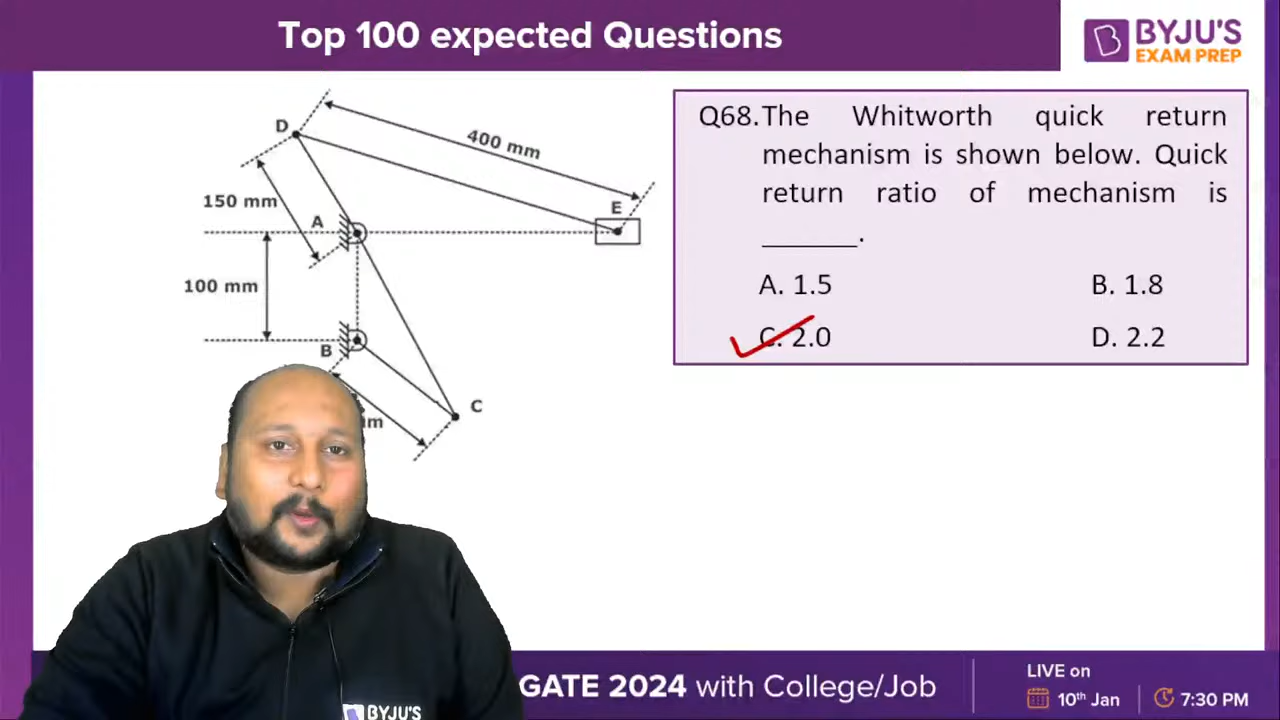 Top 100 expected Questions
BYJU'S
EXAM PREP
D
400 mm
150 mm
A
E
100 mm
B
C
Q68. The Whitworth quick return
mechanism is shown below. Quick
return ratio of mechanism is
______.
A. 1.5
B. 1.8
C. 2.0
D. 2.2
BYJU'S
GATE 2024 with College/Job
LIVE on
10th Jan
7:30 PM